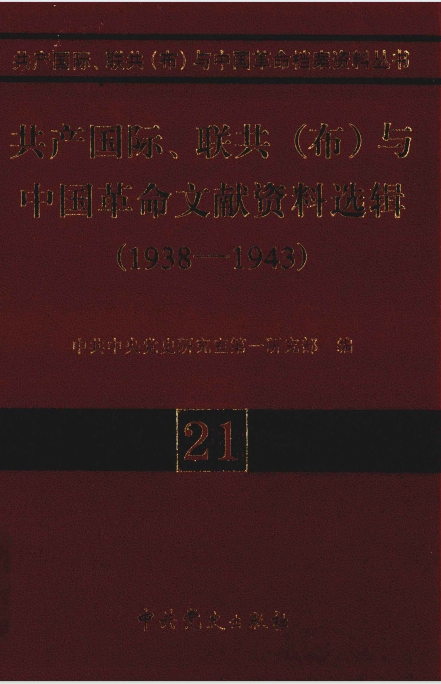 共产国际、联共（布）与中国革命档案资料丛书
共产国际、联共（布）与
中国革命文献资料选辑
（1938—1943）
中共中央党史研究室第一研究部 编
21
中共党史出版社